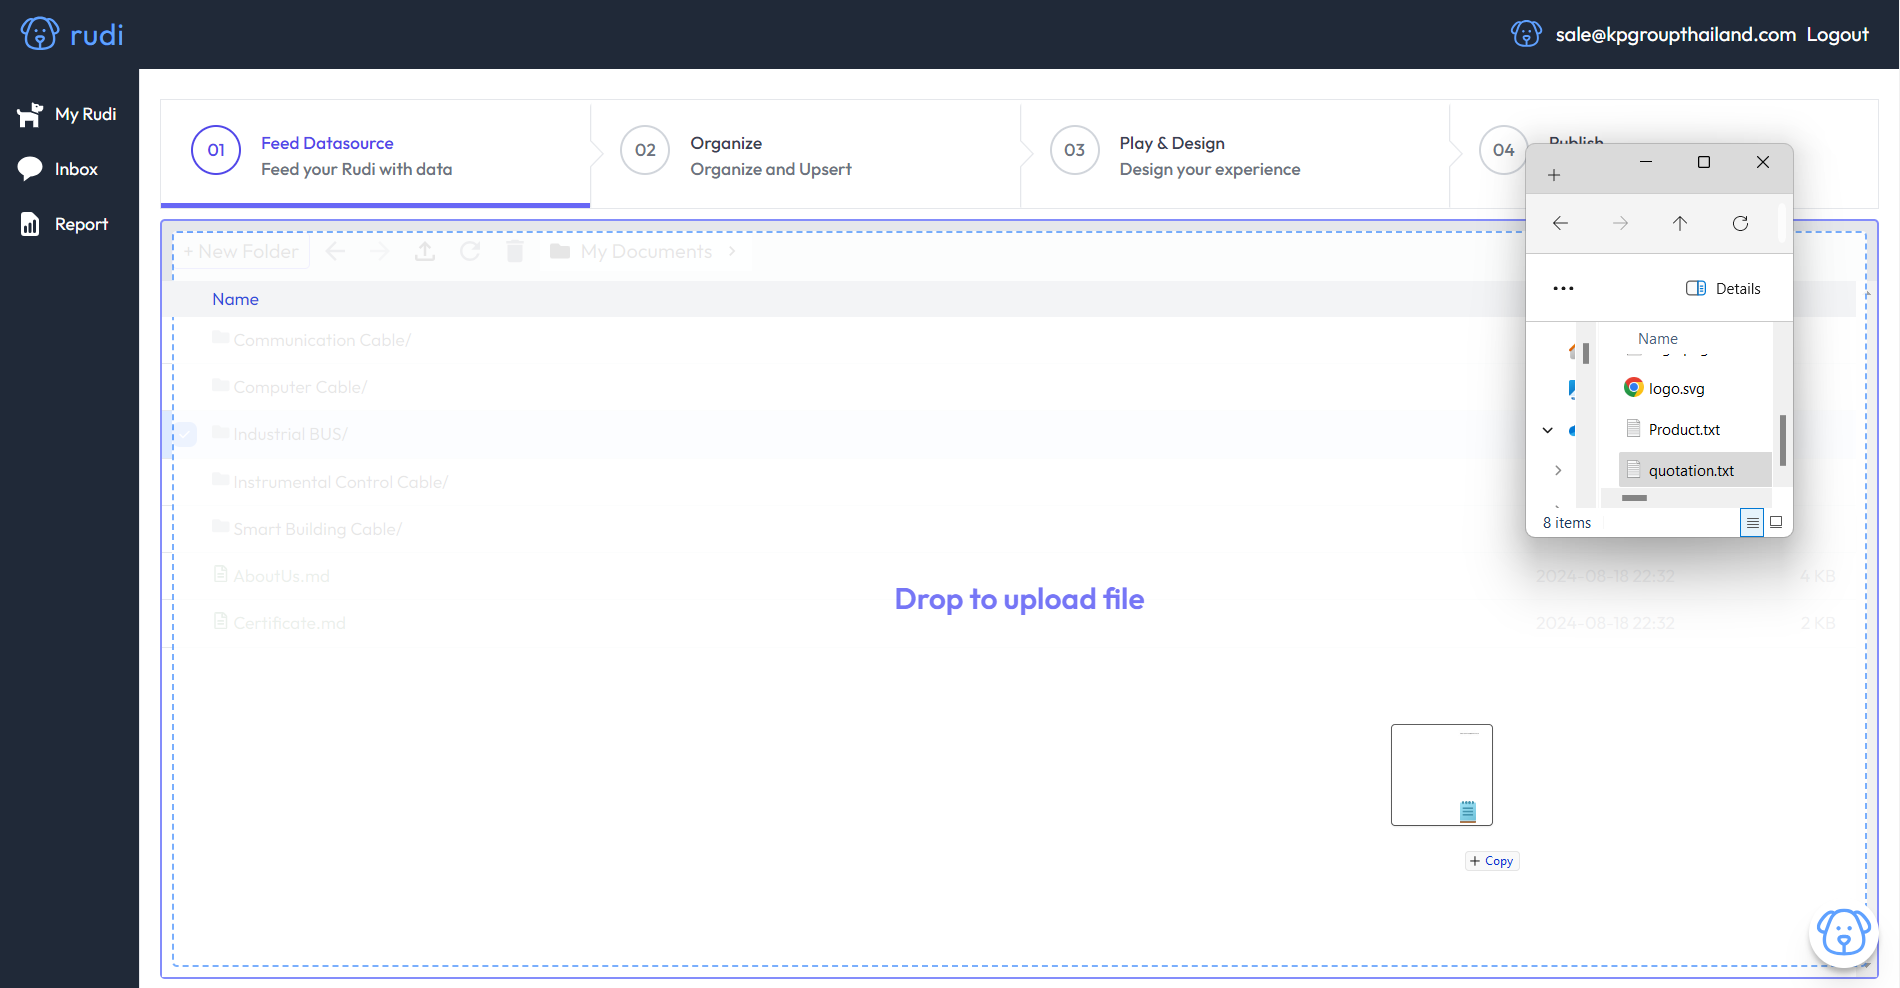 rudi
sale@kpgroupthailand.com Logout
My Rudi
Inbox
Report
01
Feed Datasource
Feed your Rudi with data
02
Organize
Organize and Upsert
03
Play & Design
Design your experience
04
Publish
+ New Folder
My Documents
Name
Communication Cable/
Computer Cable/
Industrial BUS/
Instrumental Control Cable/
Smart Building Cable/
AboutUs.md 2024-08-18 22:32 4 KB
Certificate.md 2024-08-18 22:32 2 KB
Drop to upload file
+ Copy
Details
Name
logo.svg
Product.txt
quotation.txt
8 items